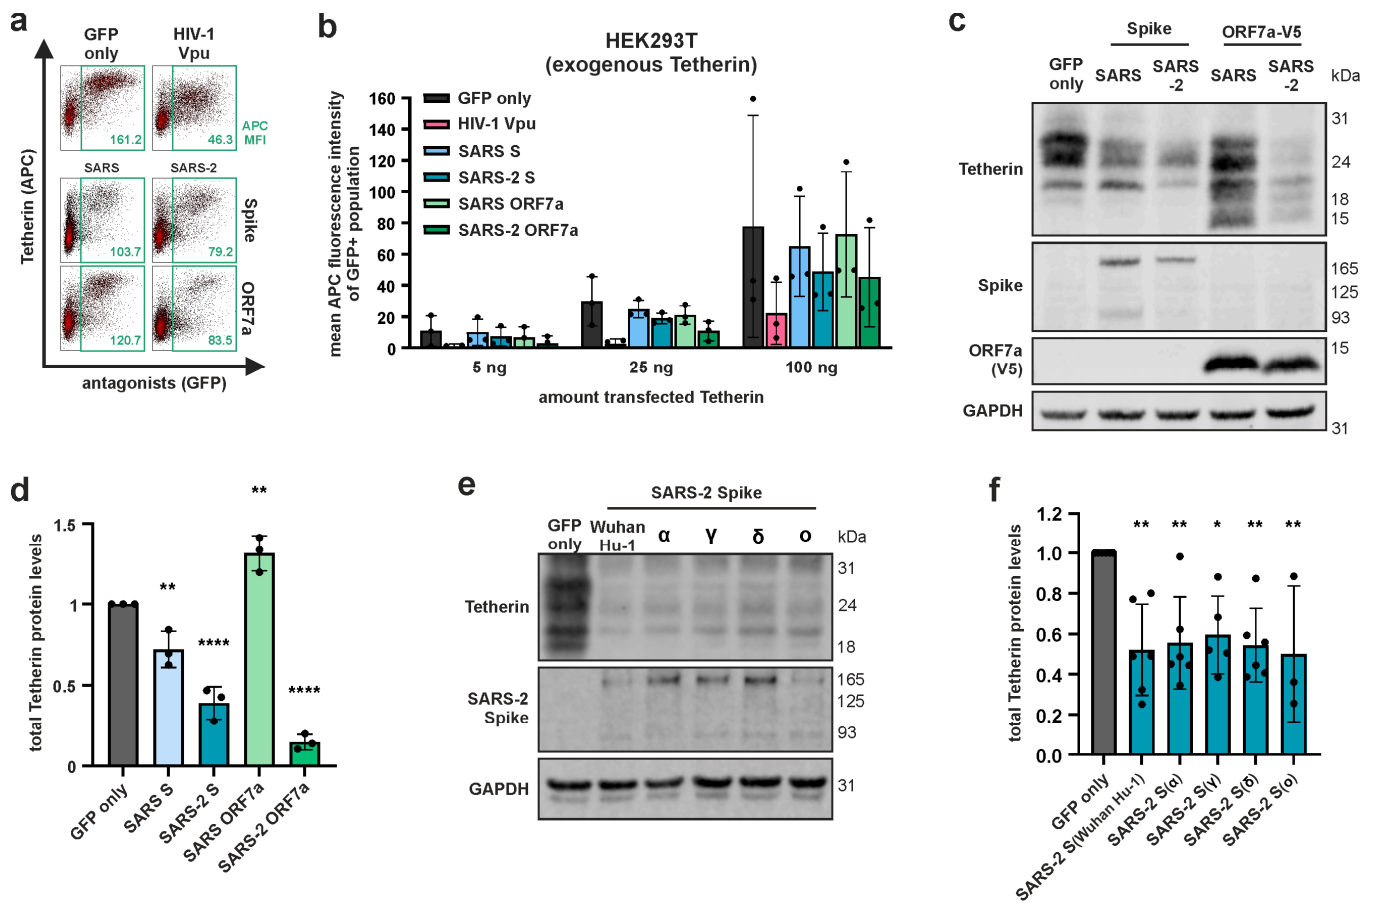 a
GFP
only
HIV-1
Vpu
161.2
46.3
APC
MFI
SARS
SARS-2
103.7
79.2
Spike
120.7
83.5
ORF7a
Tetherin (APC)
antagonists (GFP)
b
HEK293T
(exogenous Tetherin)
mean APC fluorescence intensity
of GFP+ population
160
140
120
100
80
60
40
20
0
GFP only
HIV-1 Vpu
SARS S
SARS-2 S
SARS ORF7a
SARS-2 ORF7a
5 ng
25 ng
100 ng
amount transfected Tetherin
c
Spike
ORF7a-V5
GFP
only
SARS
SARS
-2
SARS
SARS
-2
kDa
Tetherin
31
24
18
15
Spike
165
125
93
ORF7a
(V5)
15
GAPDH
31
d
total Tetherin protein levels
1.5
1
0.5
0
**
****
**
****
GFP only
SARS S
SARS-2 S
SARS ORF7a
SARS-2 ORF7a
e
SARS-2 Spike
GFP
only
Wuhan
Hu-1
α
γ
δ
ο
kDa
Tetherin
31
24
18
SARS-2
Spike
165
125
93
GAPDH
31
f
total Tetherin protein levels
1.2
1.0
0.8
0.6
0.4
0.2
0.0
**
**
*
**
**
GFP only
SARS-2 S(Wuhan Hu-1)
SARS-2 S(α)
SARS-2 S(γ)
SARS-2 S(δ)
SARS-2 S(ο)